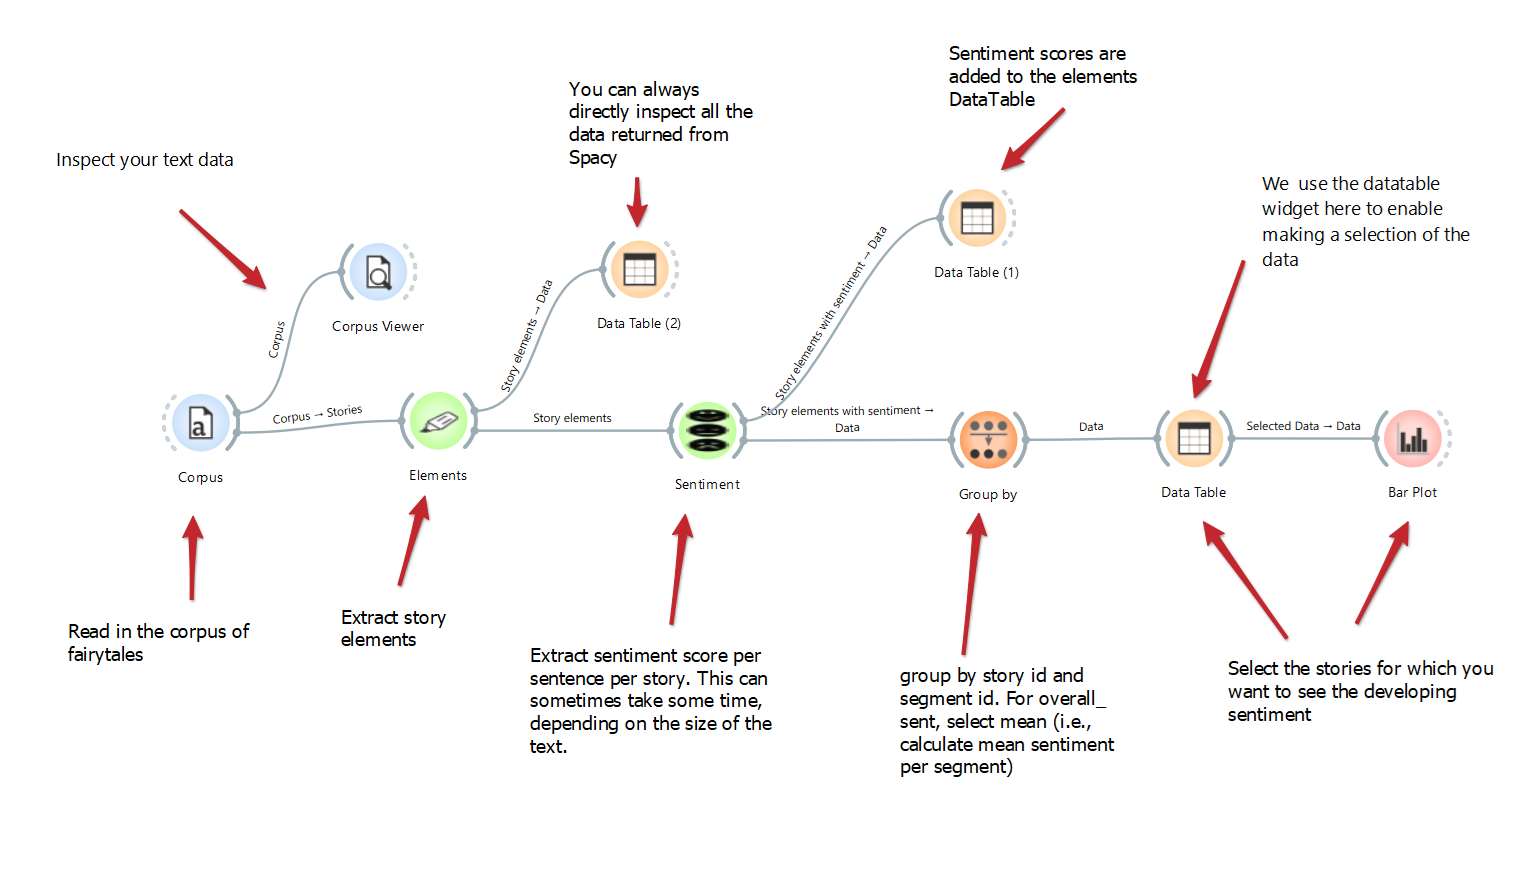 Sentiment scores are
added to the elements
DataTable
You can always
directly inspect all the
data returned from
Spacy
Inspect your text data
We  use the datatable
widget here to enable
making a selection of the
data
Corpus Viewer
Data Table (2)
Data Table (1)
Corpus
Story elements → Data
Story elements with sentiment → Data
Corpus → Stories
Story elements
Story elements with sentiment →
Data
Data
Selected Data → Data
Corpus
Elements
Sentiment
Group by
Data Table
Bar Plot
Read in the corpus of
fairytales
Extract story
elements
Extract sentiment score per
sentence per story. This can
sometimes take some time,
depending on the size of the
text.
group by story id and
segment id. For overall_
sent, select mean (i.e.,
calculate mean sentiment
per segment)
Select the stories for which you
want to see the developing
sentiment